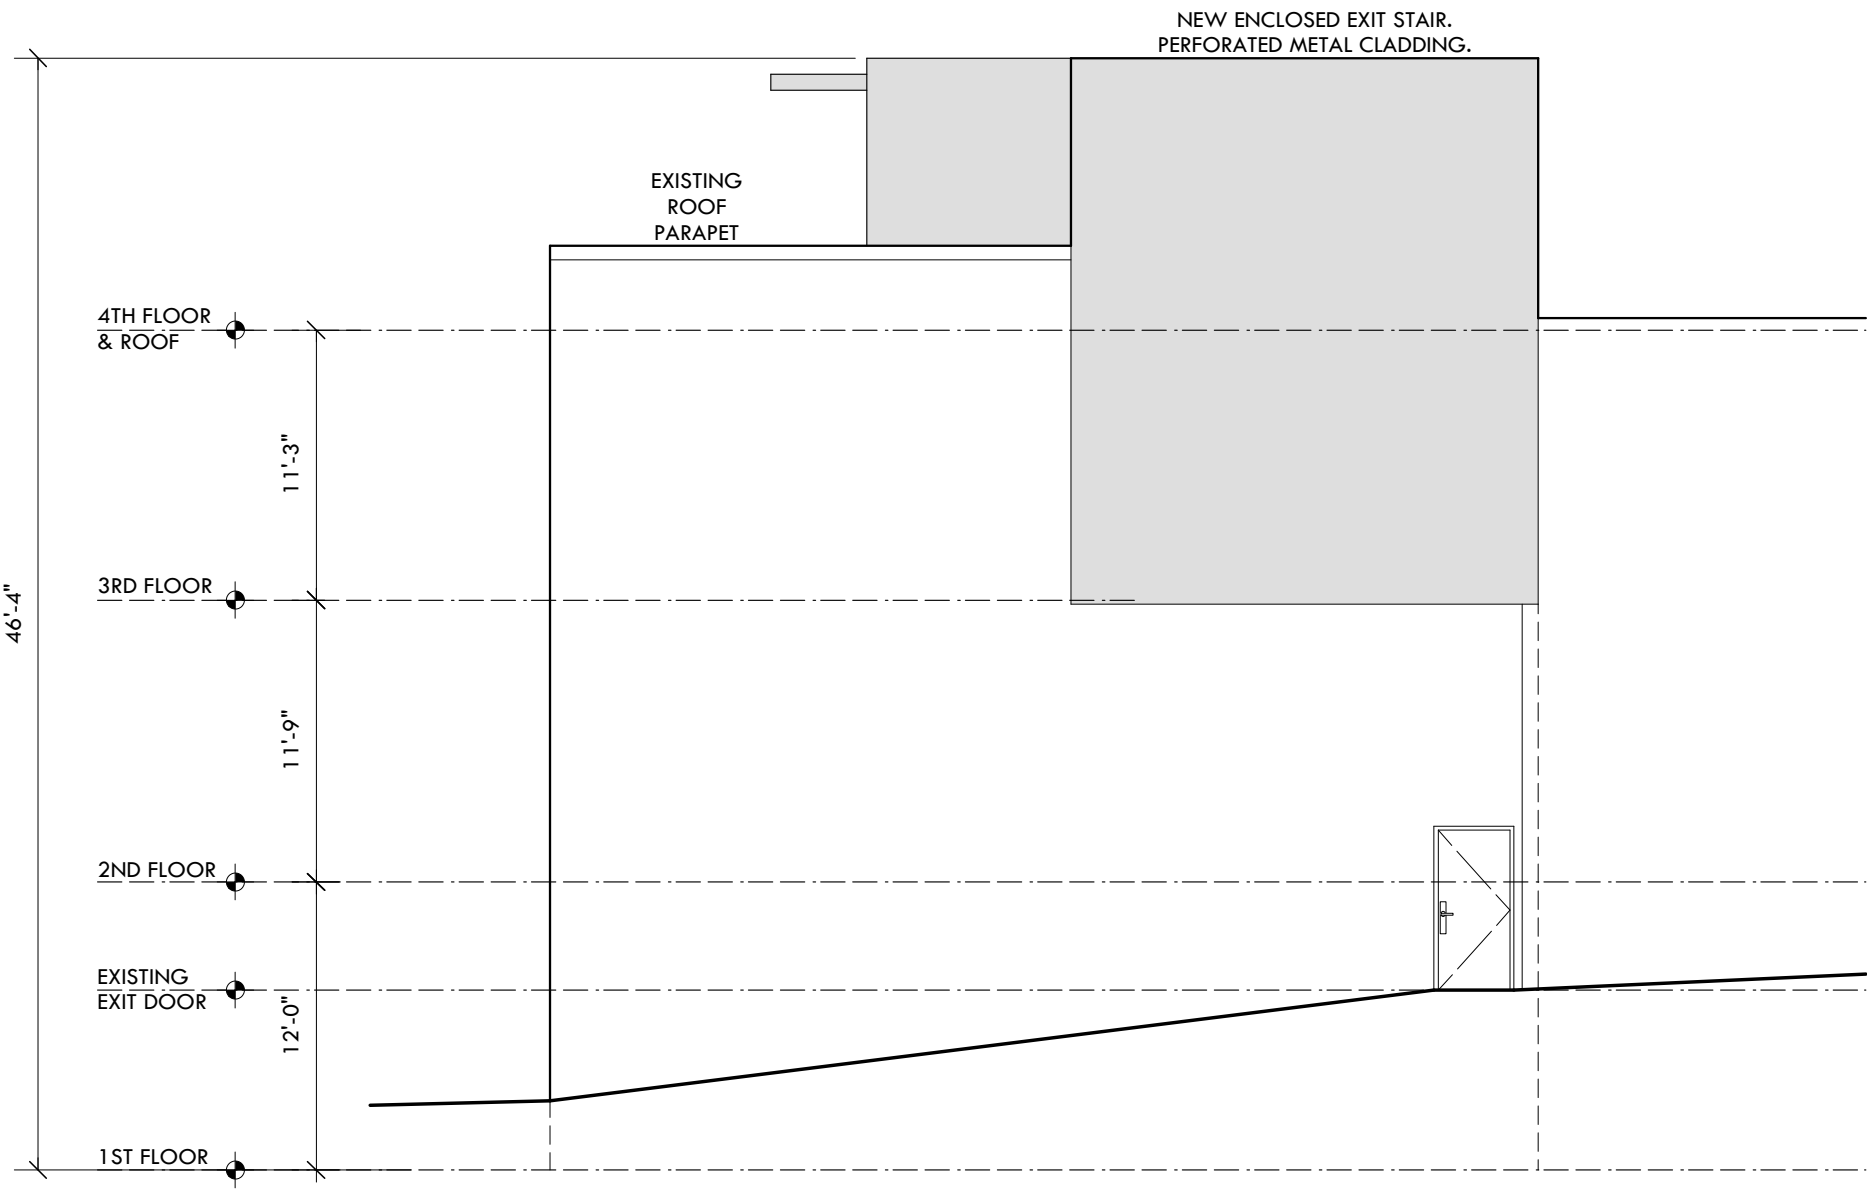 NEW ENCLOSED EXIT STAIR.
PERFORATED METAL CLADDING.
EXISTING
ROOF
PARAPET
4TH FLOOR
& ROOF
11'-3"
3RD FLOOR
46'-4"
11'-9"
2ND FLOOR
EXISTING
EXIT DOOR
12'-0"
1ST FLOOR